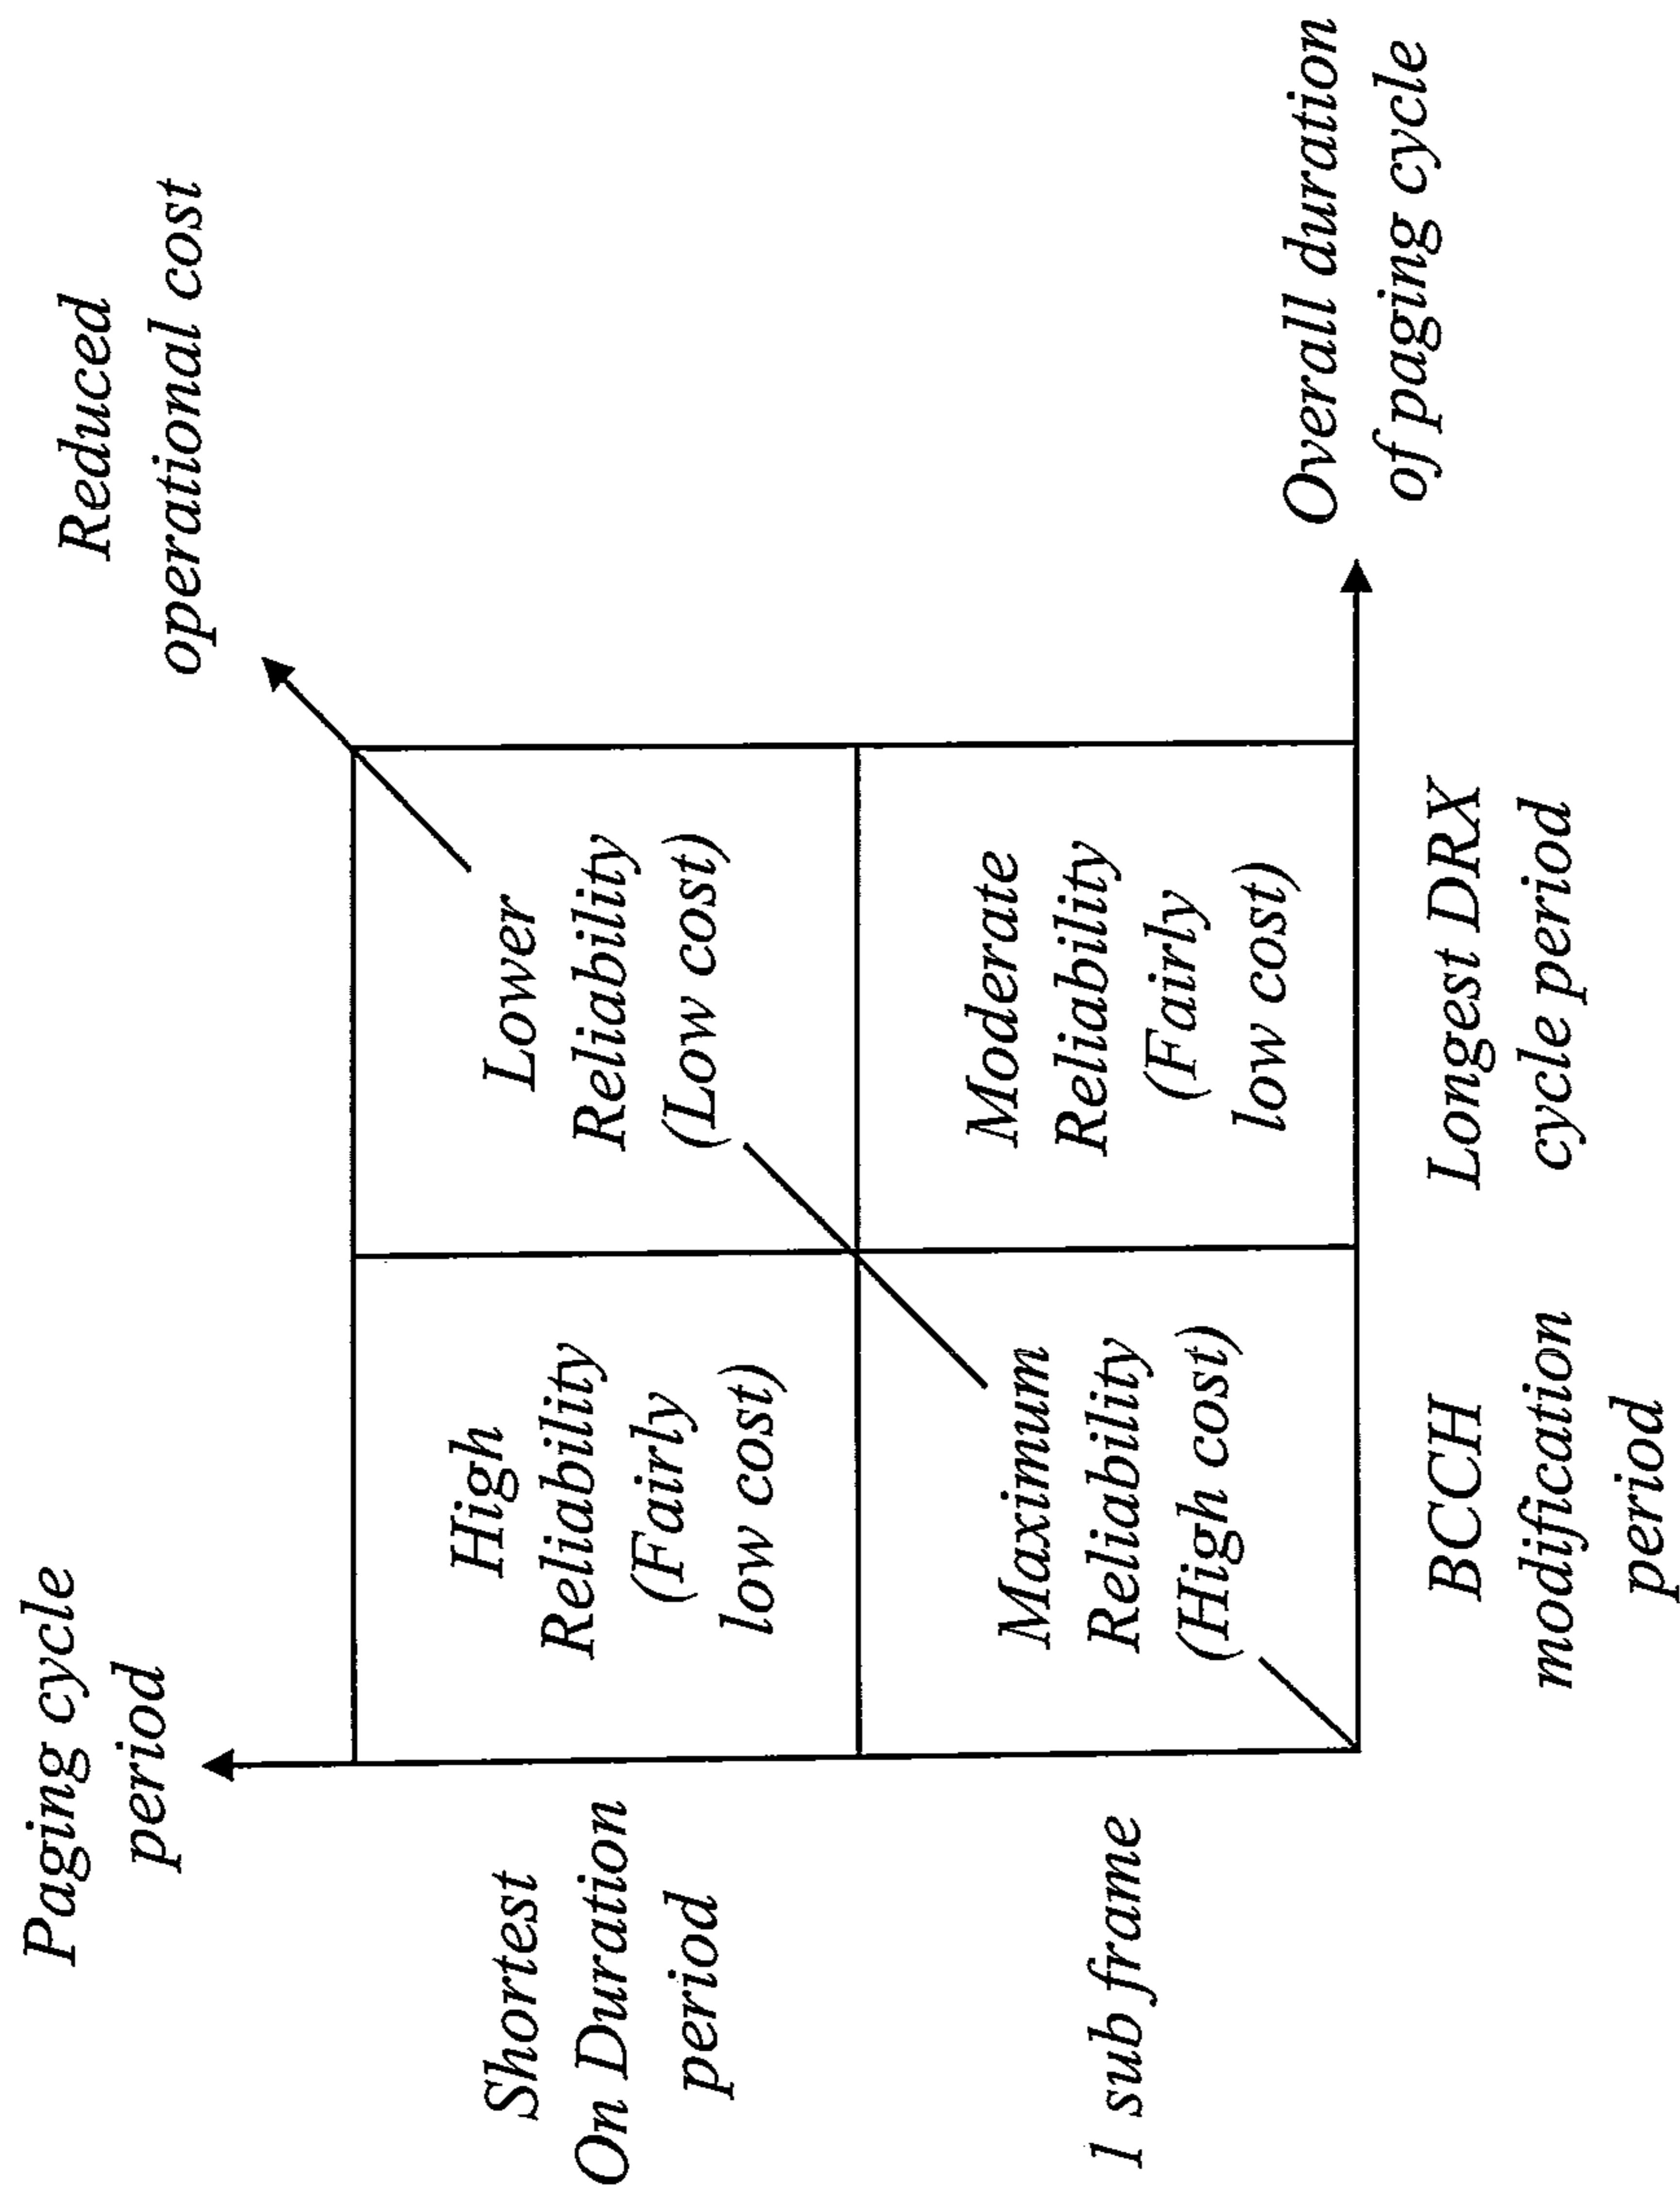 Paging cycle
period
Reduced
operational cost
Shortest
On Duration
period
High
Reliability
(Fairly
low cost)
Lower
Reliability
(Low cost)
1 sub frame
Maximum
Reliability
(High cost)
Moderate
Reliability
(Fairly
low cost)
Overall duration
of paging cycle
BCCH
modification
period
Longest DRX
cycle period